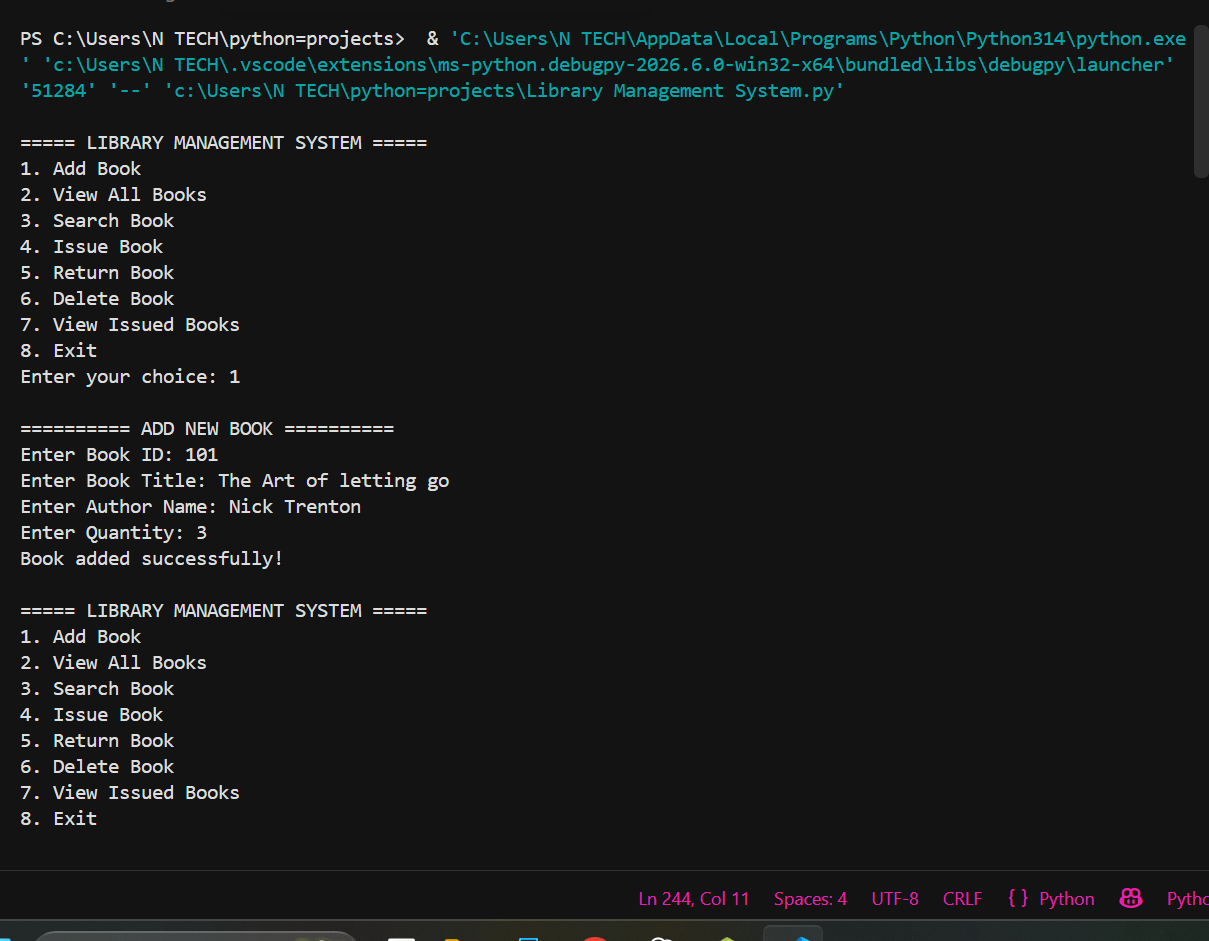 PS C:\Users\N TECH\python=projects>  & 'C:\Users\N TECH\AppData\Local\Programs\Python\Python314\python.exe
' 'c:\Users\N TECH\.vscode\extensions\ms-python.debugpy-2026.6.0-win32-x64\bundled\libs\debugpy\launcher'
'51284' '--' 'c:\Users\N TECH\python=projects\Library Management System.py'

===== LIBRARY MANAGEMENT SYSTEM =====
1. Add Book
2. View All Books
3. Search Book
4. Issue Book
5. Return Book
6. Delete Book
7. View Issued Books
8. Exit
Enter your choice: 1

========== ADD NEW BOOK ==========
Enter Book ID: 101
Enter Book Title: The Art of letting go
Enter Author Name: Nick Trenton
Enter Quantity: 3
Book added successfully!

===== LIBRARY MANAGEMENT SYSTEM =====
1. Add Book
2. View All Books
3. Search Book
4. Issue Book
5. Return Book
6. Delete Book
7. View Issued Books
8. Exit

Ln 244, Col 11 Spaces: 4 UTF-8 CRLF {} Python Pytho